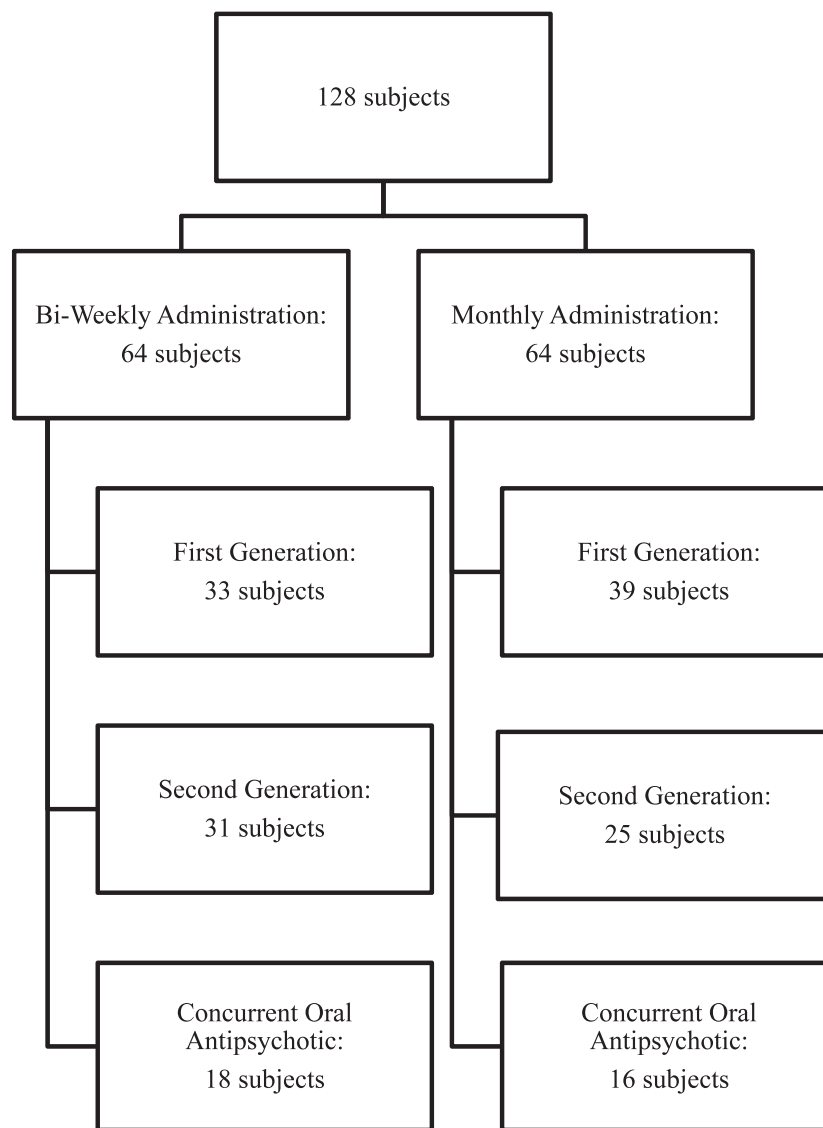 128 subjects
Bi-Weekly Administration:
64 subjects
Monthly Administration:
64 subjects
First Generation:
33 subjects
First Generation:
39 subjects
Second Generation:
31 subjects
Second Generation:
25 subjects
Concurrent Oral
Antipsychotic:
18 subjects
Concurrent Oral
Antipsychotic:
16 subjects